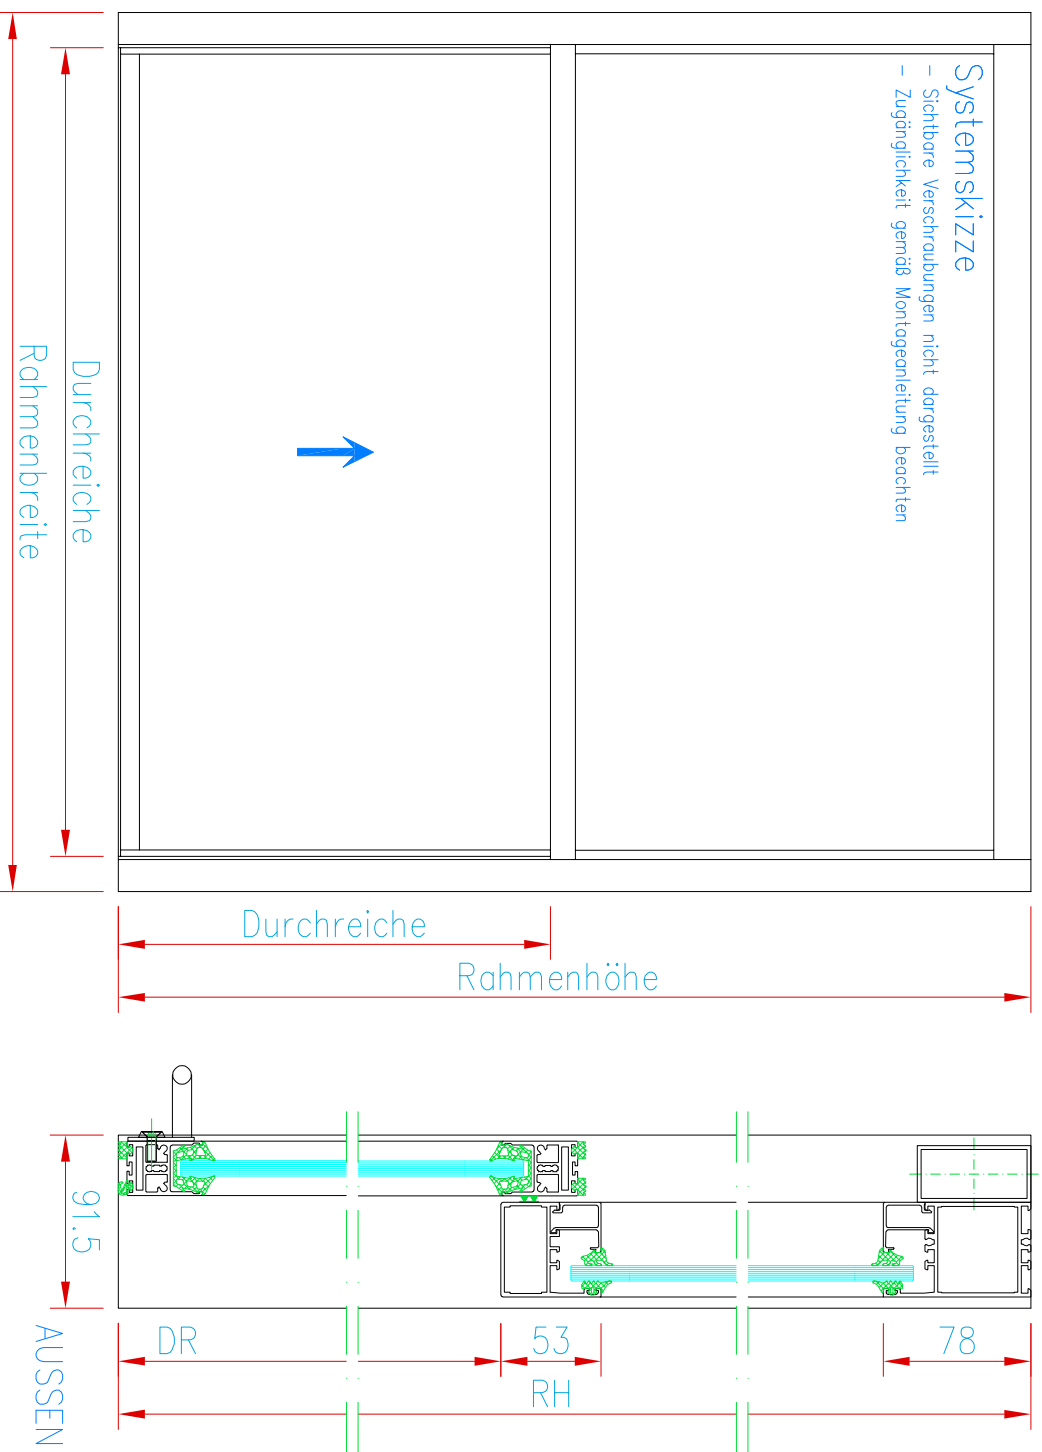 Systemskizze
- Sichtbare Verschraubungen nicht dargestellt
- Zugänglichkeit gemäß Montageanleitung beachten
Durchreiche
Rahmenbreite
Durchreiche
Rahmenhöhe
91.5
AUSSEN
DR
53
78
RH